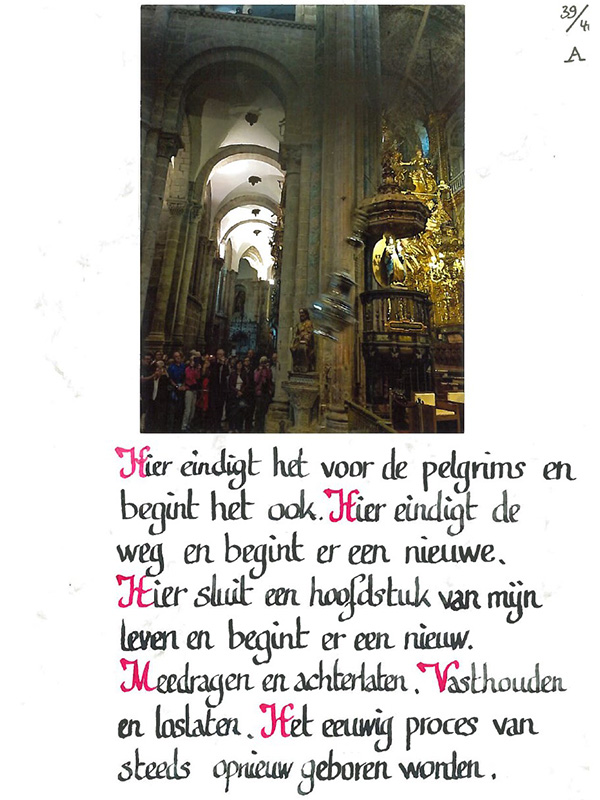 39/4
A
Hier eindigt het voor de pelgrims en
begint het ook. Hier eindigt de
weg en begint er een nieuwe.
Hier sluit een hoofdstuk van mijn
leven en begint er een nieuw.
Meedragen en achterlaten. Vasthouden
en loslaten. Het eeuwig proces van
steeds opnieuw geboren worden.